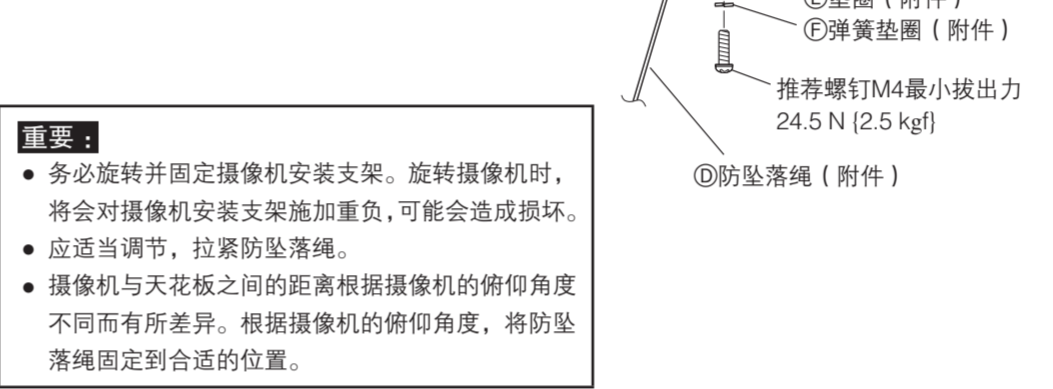 Ⓔ垫圈（附件）
Ⓕ弹簧垫圈（附件）
推荐螺钉M4最小拔出力
24.5 N {2.5 kgf}
Ⓓ防坠落绳（附件）
重要：
● 务必旋转并固定摄像机安装支架。旋转摄像机时，
将会对摄像机安装支架施加重负，可能会造成损坏。
● 应适当调节，拉紧防坠落绳。
● 摄像机与天花板之间的距离根据摄像机的俯仰角度
不同而有所差异。根据摄像机的俯仰角度，将防坠
落绳固定到合适的位置。